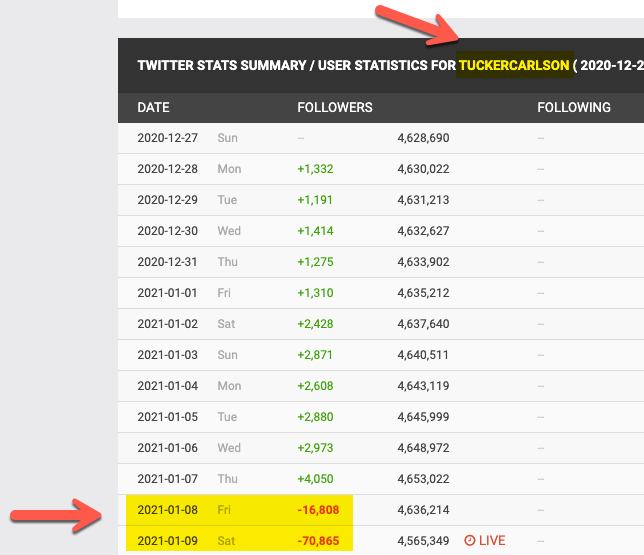 TWITTER STATS SUMMARY / USER STATISTICS FOR TUCKERCARLSON ( 2020-12-2
DATE FOLLOWERS FOLLOWING
2020-12-27 Sun -- 4,628,690 --
2020-12-28 Mon +1,332 4,630,022 --
2020-12-29 Tue +1,191 4,631,213 --
2020-12-30 Wed +1,414 4,632,627 --
2020-12-31 Thu +1,275 4,633,902 --
2021-01-01 Fri +1,310 4,635,212 --
2021-01-02 Sat +2,428 4,637,640 --
2021-01-03 Sun +2,871 4,640,511 --
2021-01-04 Mon +2,608 4,643,119 --
2021-01-05 Tue +2,880 4,645,999 --
2021-01-06 Wed +2,973 4,648,972 --
2021-01-07 Thu +4,050 4,653,022 --
2021-01-08 Fri -16,808 4,636,214 --
2021-01-09 Sat -70,865 4,565,349 LIVE --